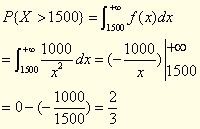 P{X > 1500} = ∫_{1500}^{+∞} f(x)dx
= ∫_{1500}^{+∞} 1000/x² dx = (−1000/x)|_{1500}^{+∞}
= 0 − (−1000/1500) = 2/3